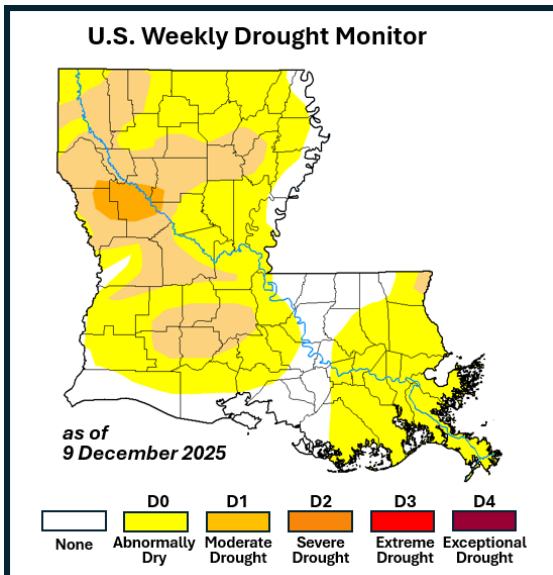 U.S. Weekly Drought Monitor
as of
9 December 2025
D0 D1 D2 D3 D4
None Abnormally Moderate Severe Extreme Exceptional
Dry Drought Drought Drought Drought